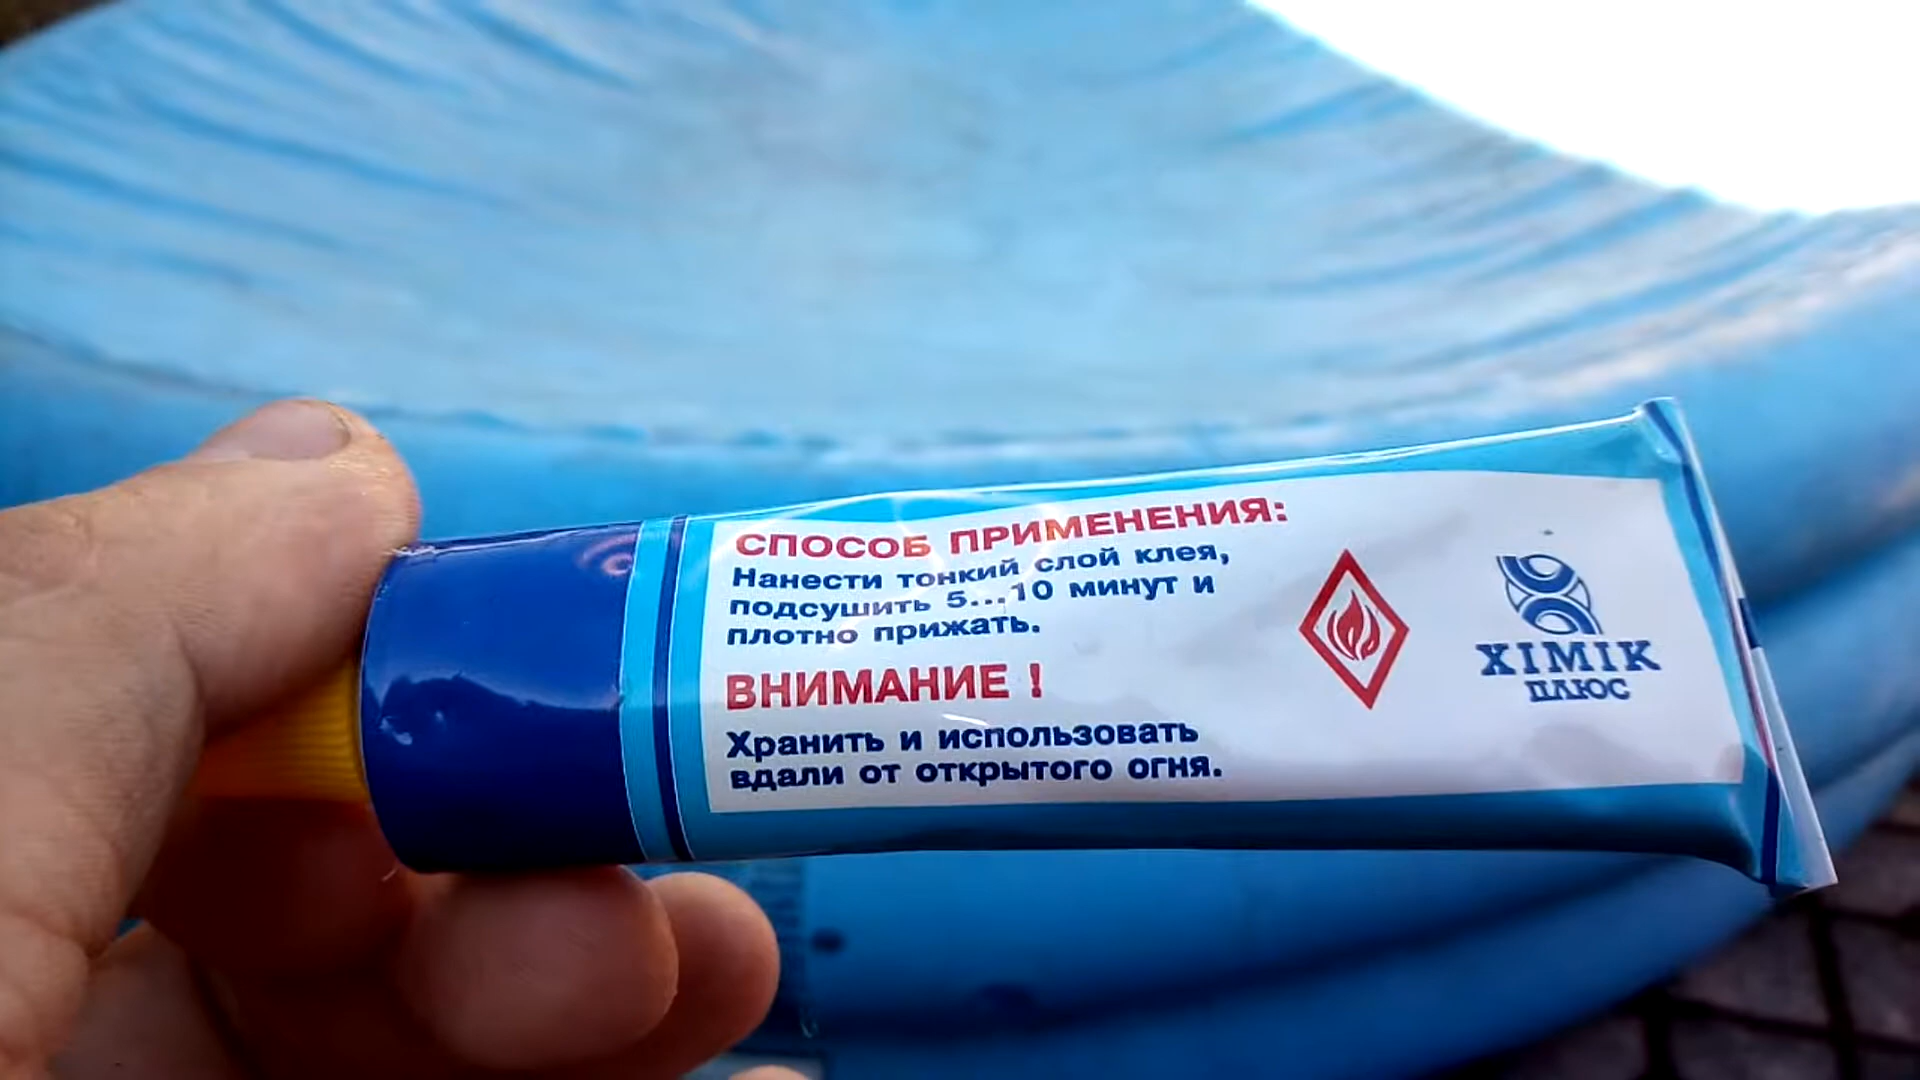 СПОСОБ ПРИМЕНЕНИЯ:
Нанести тонкий слой клея,
подсушить 5...10 минут и
плотно прижать.
ВНИМАНИЕ !
Хранить и использовать
вдали от открытого огня.
ХІМІК
ПЛЮС